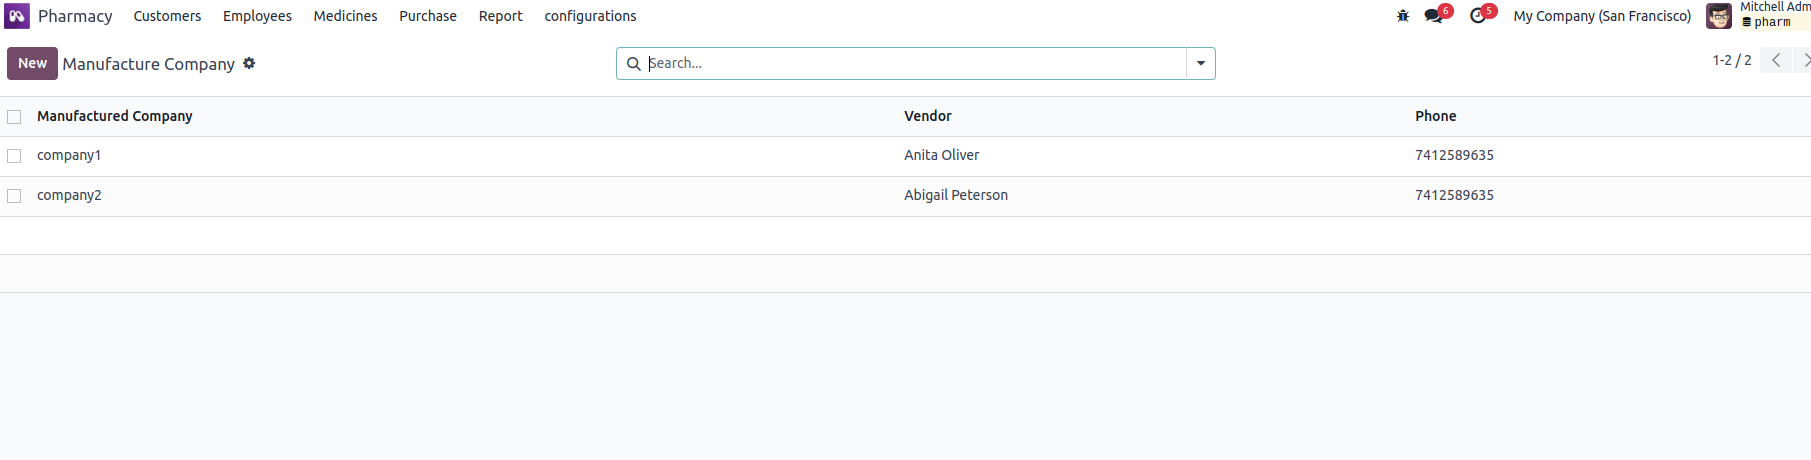 Pharmacy Customers Employees Medicines Purchase Report configurations 6 5 My Company (San Francisco) Mitchell Adm
pharm
New Manufacture Company Search... 1-2 / 2
Manufactured Company Vendor Phone
company1 Anita Oliver 7412589635
company2 Abigail Peterson 7412589635